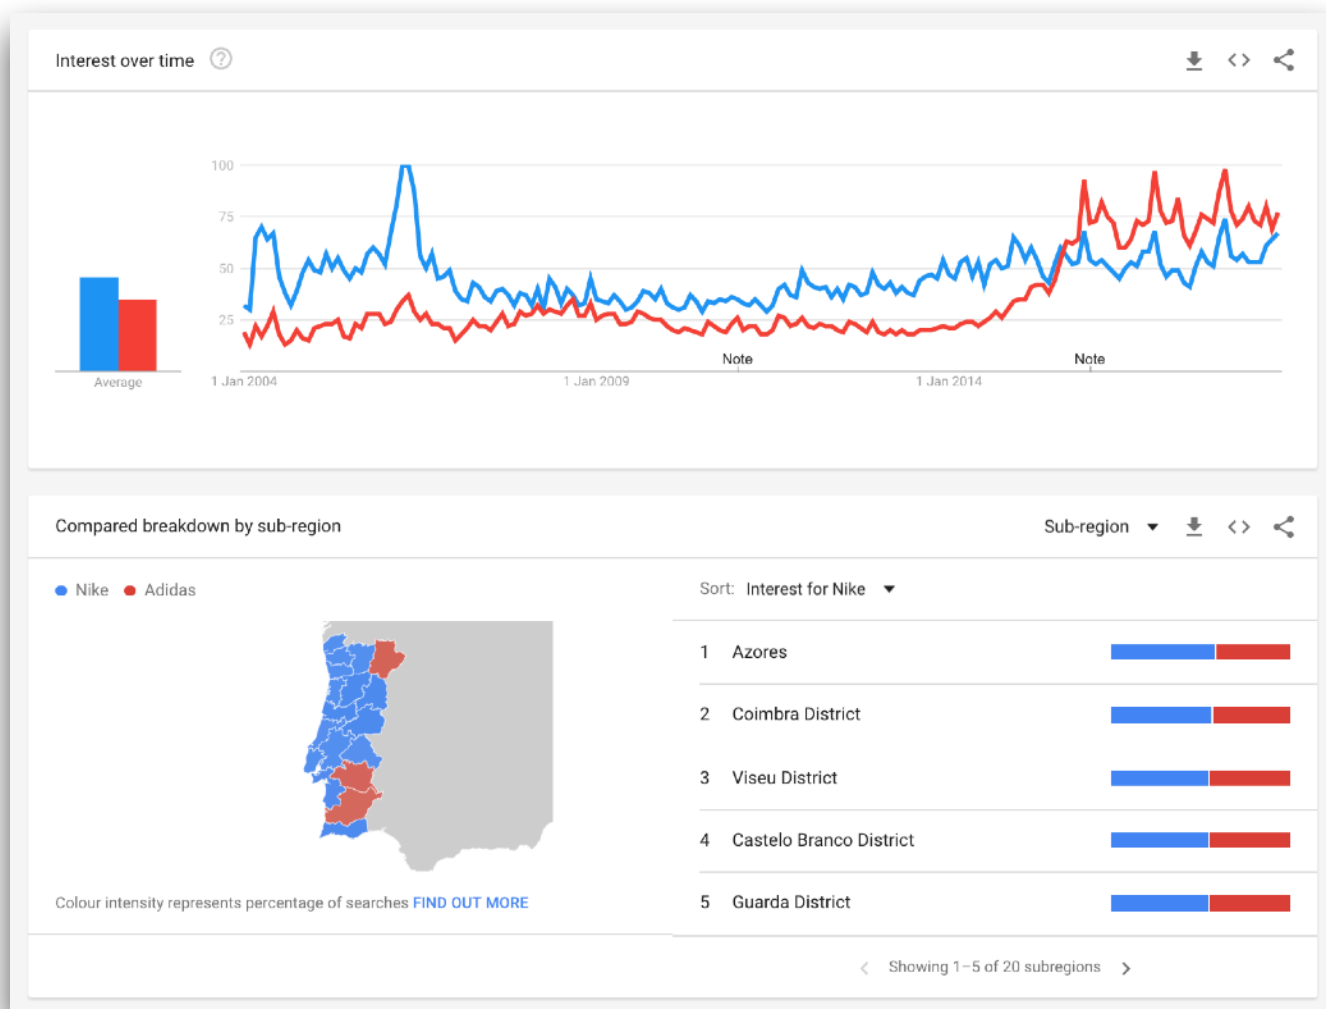 Interest over time ?
100
75
50
25
Note
Note
Average
1 Jan 2004
1 Jan 2009
1 Jan 2014
Compared breakdown by sub-region
Sub-region
Nike Adidas
Sort: Interest for Nike
1 Azores
2 Coimbra District
3 Viseu District
4 Castelo Branco District
5 Guarda District
Colour intensity represents percentage of searches FIND OUT MORE
Showing 1–5 of 20 subregions